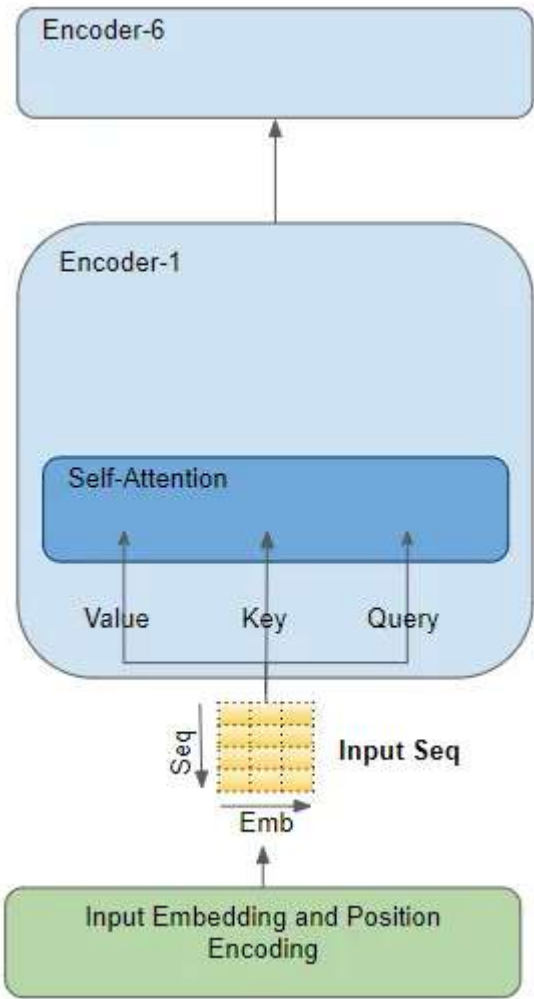 Encoder-6
Encoder-1
Self-Attention
Value
Key
Query
Seq
Input Seq
Emb
Input Embedding and Position
Encoding